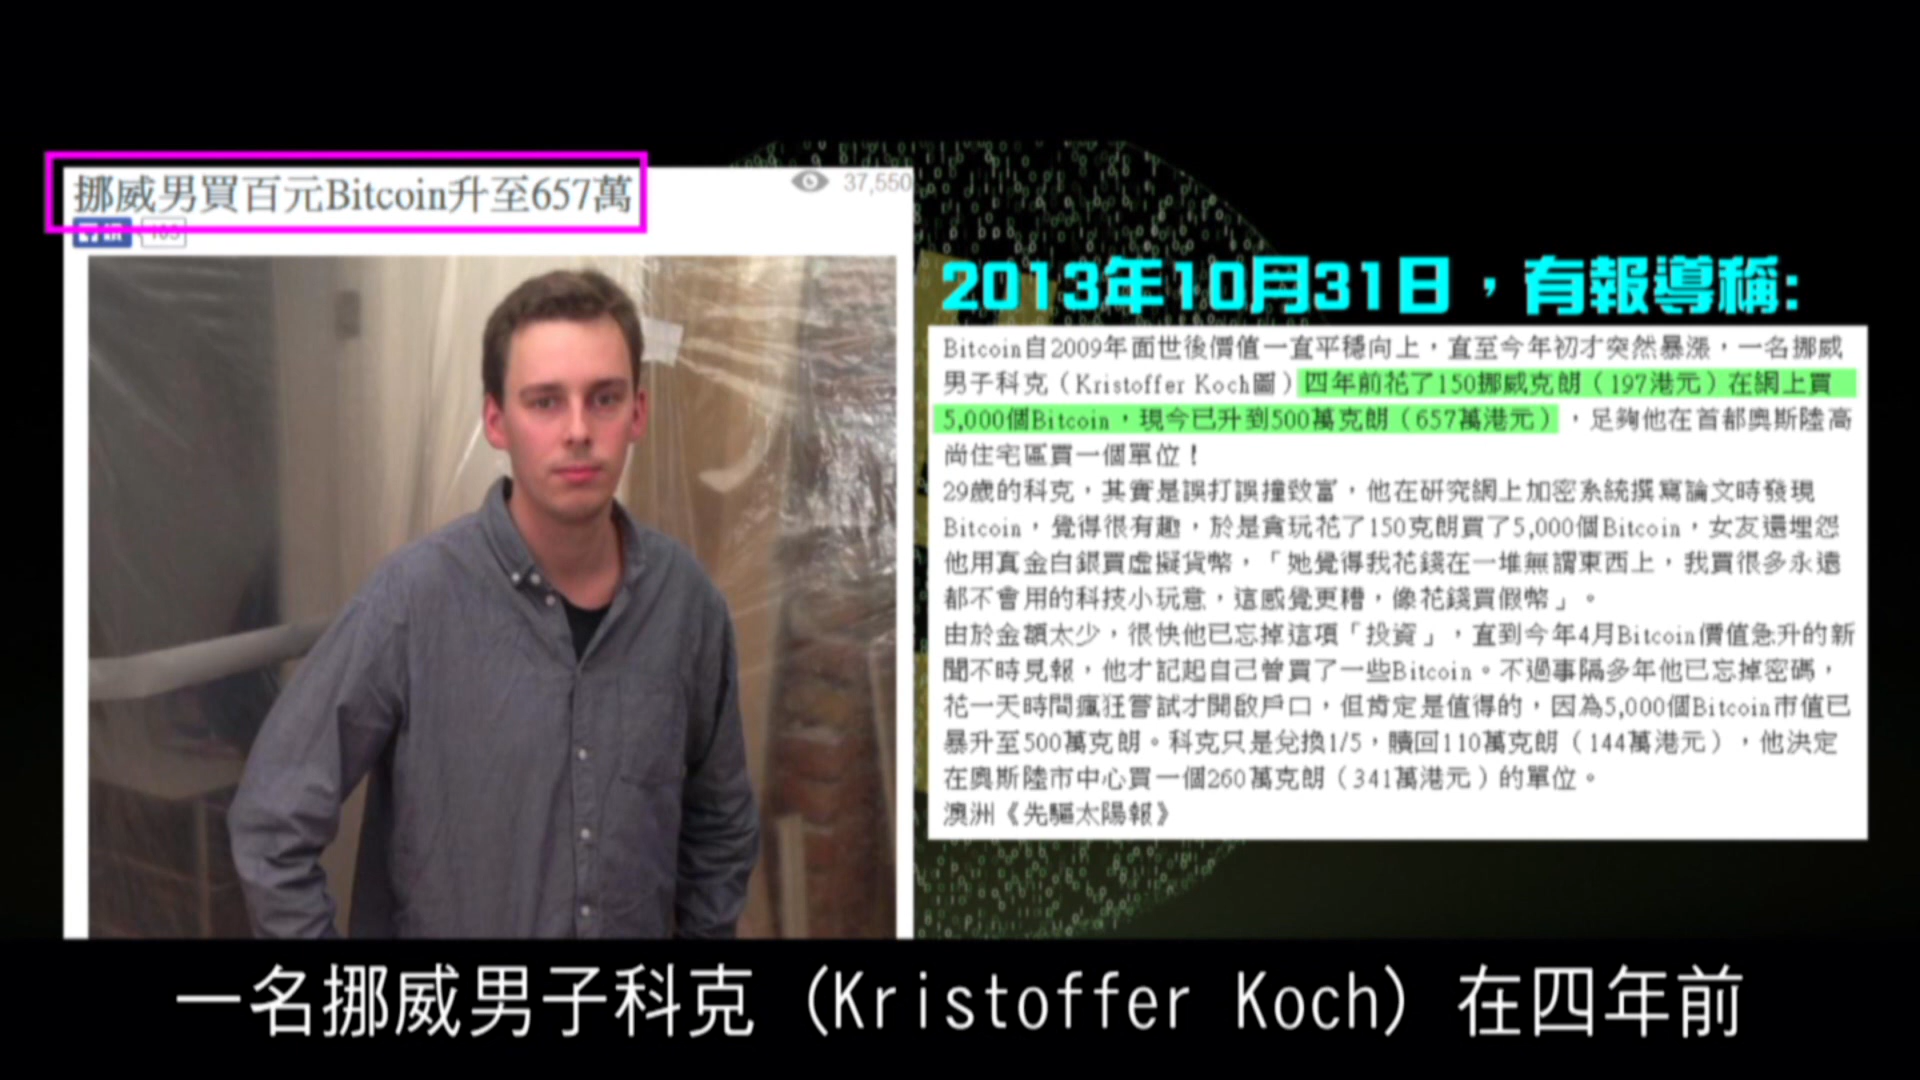 挪威男買百元Bitcoin升至657萬
37,550
103
2013年10月31日，有報導稱:
Bitcoin自2009年面世後價值一直平穩向上，直至今年初才突然暴漲，一名挪威
男子科克（Kristoffer Koch圖）四年前花了150挪威克朗（197港元）在網上買
5,000個Bitcoin，現今已升到500萬克朗（657萬港元），足夠他在首都奧斯陸高
尚住宅區買一個單位！
29歲的科克，其實是誤打誤撞致富，他在研究網上加密系統撰寫論文時發現
Bitcoin，覺得很有趣，於是貪玩花了150克朗買了5,000個Bitcoin，女友還埋怨
他用真金白銀買虛擬貨幣，「她覺得我花錢在一堆無謂東西上，我買很多永遠
都不會用的科技小玩意，這感覺更糟，像花錢買假幣」。
由於金額太少，很快他已忘掉這項「投資」，直到今年4月Bitcoin價值急升的新
聞不時見報，他才記起自己曾買了一些Bitcoin。不過事隔多年他已忘掉密碼，
花一天時間瘋狂嘗試才開啟戶口，但肯定是值得的，因為5,000個Bitcoin市值已
暴升至500萬克朗。科克只是兌換1/5，贖回110萬克朗（144萬港元），他決定
在奧斯陸市中心買一個260萬克朗（341萬港元）的單位。
澳洲《先驅太陽報》
一名挪威男子科克 (Kristoffer Koch) 在四年前